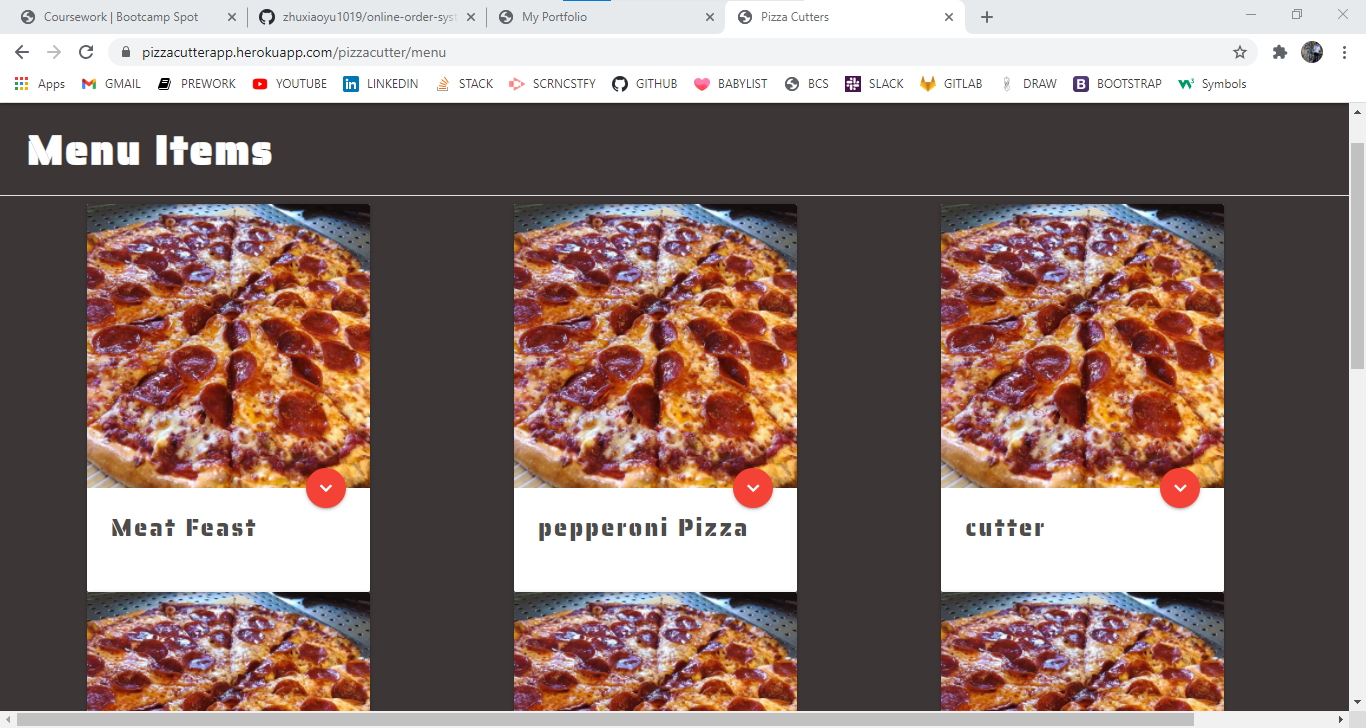 Coursework | Bootcamp Spot
zhuxiaoyu1019/online-order-syst
My Portfolio
Pizza Cutters
pizzacutterapp.herokuapp.com/pizzacutter/menu
Apps GMAIL PREWORK YOUTUBE LINKEDIN STACK SCRNCSTFY GITHUB BABYLIST BCS SLACK GITLAB DRAW BOOTSTRAP Symbols
Menu Items
Meat Feast
pepperoni Pizza
cutter